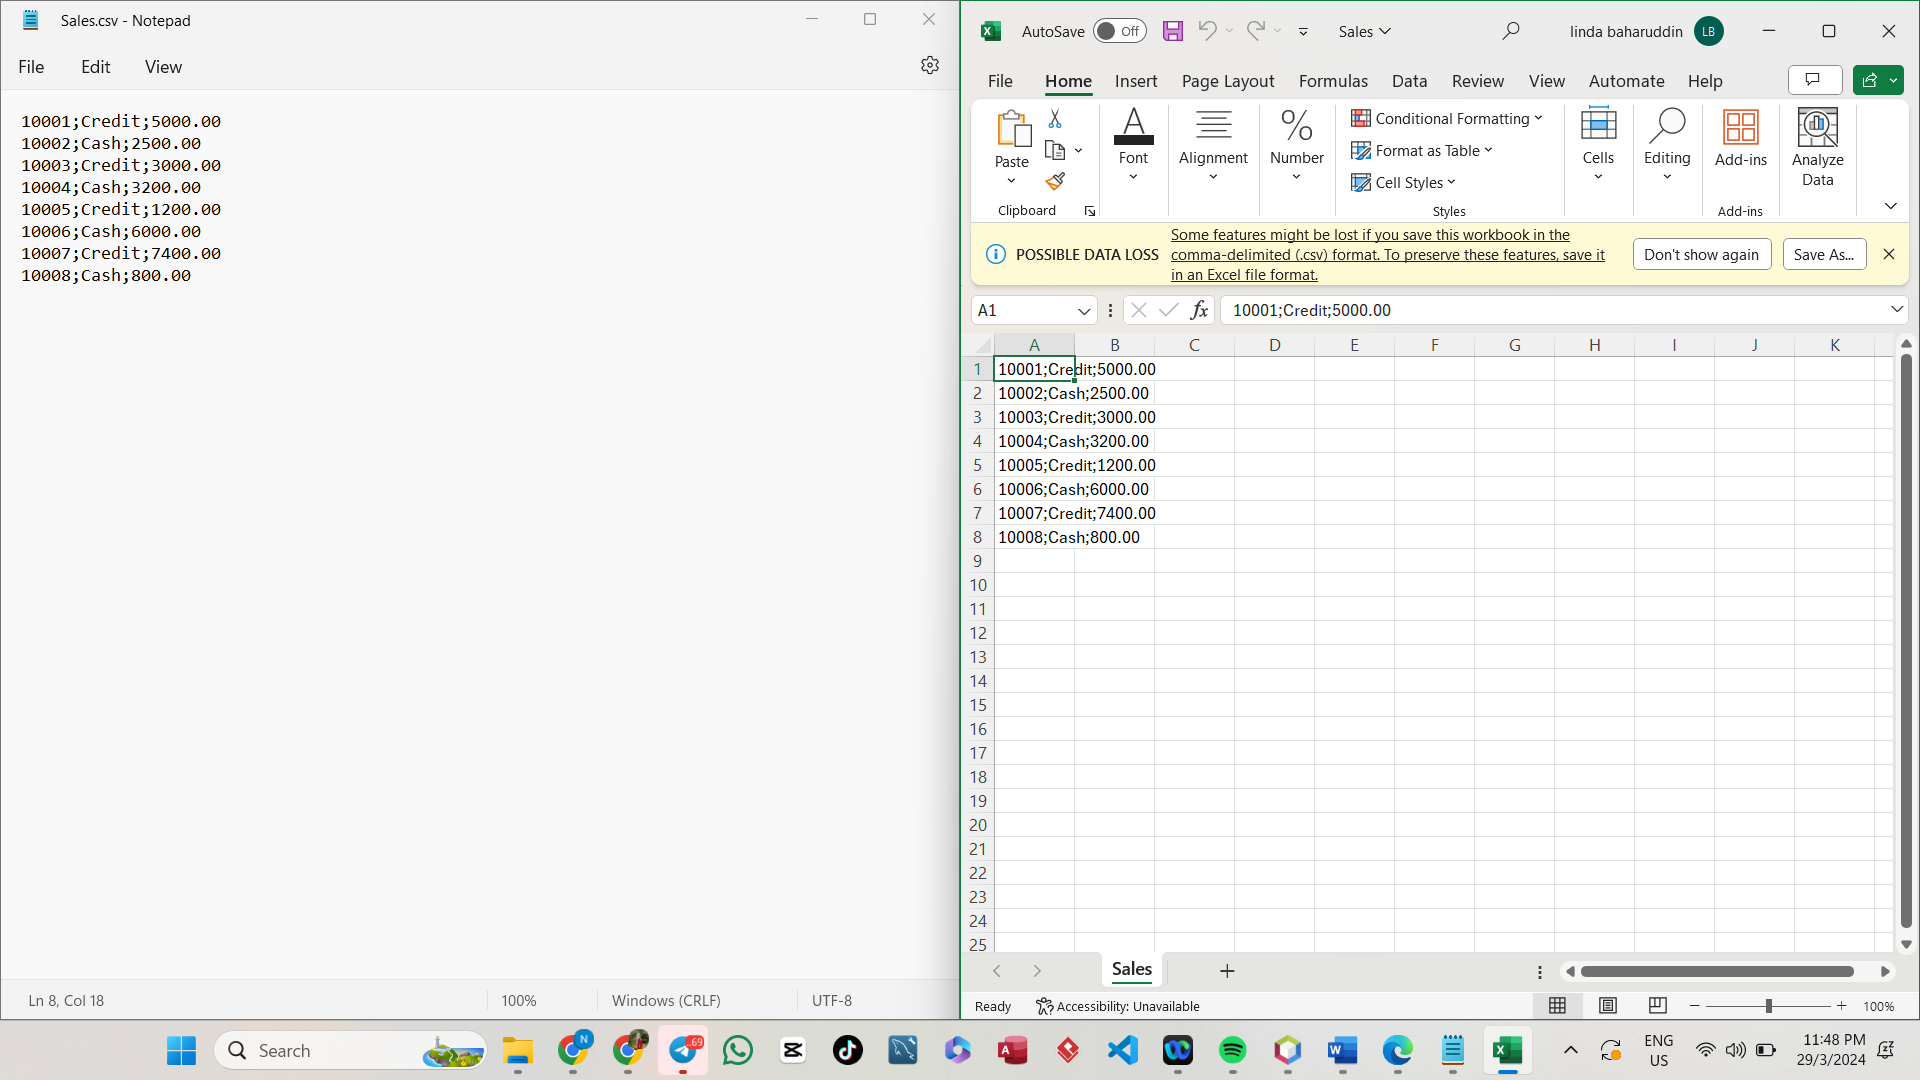 Sales.csv - Notepad
File Edit View
10001;Credit;5000.00
10002;Cash;2500.00
10003;Credit;3000.00
10004;Cash;3200.00
10005;Credit;1200.00
10006;Cash;6000.00
10007;Credit;7400.00
10008;Cash;800.00
Ln 8, Col 18 100% Windows (CRLF) UTF-8
AutoSave Off Sales linda baharuddin LB
File Home Insert Page Layout Formulas Data Review View Automate Help
Paste
Clipboard
Font
Alignment
Number
Conditional Formatting
Format as Table
Cell Styles
Styles
Cells
Editing
Add-ins
Add-ins
Analyze
Data
POSSIBLE DATA LOSS
Some features might be lost if you save this workbook in the
comma-delimited (.csv) format. To preserve these features, save it
in an Excel file format.
Don't show again
Save As...
A1 fx 10001;Credit;5000.00
A B C D E F G H I J K
1 10001;Credit;5000.00
2 10002;Cash;2500.00
3 10003;Credit;3000.00
4 10004;Cash;3200.00
5 10005;Credit;1200.00
6 10006;Cash;6000.00
7 10007;Credit;7400.00
8 10008;Cash;800.00
9
10
11
12
13
14
15
16
17
18
19
20
21
22
23
24
25
Sales
Ready Accessibility: Unavailable 100%
Search
N
..69
ENG
US
11:48 PM
29/3/2024